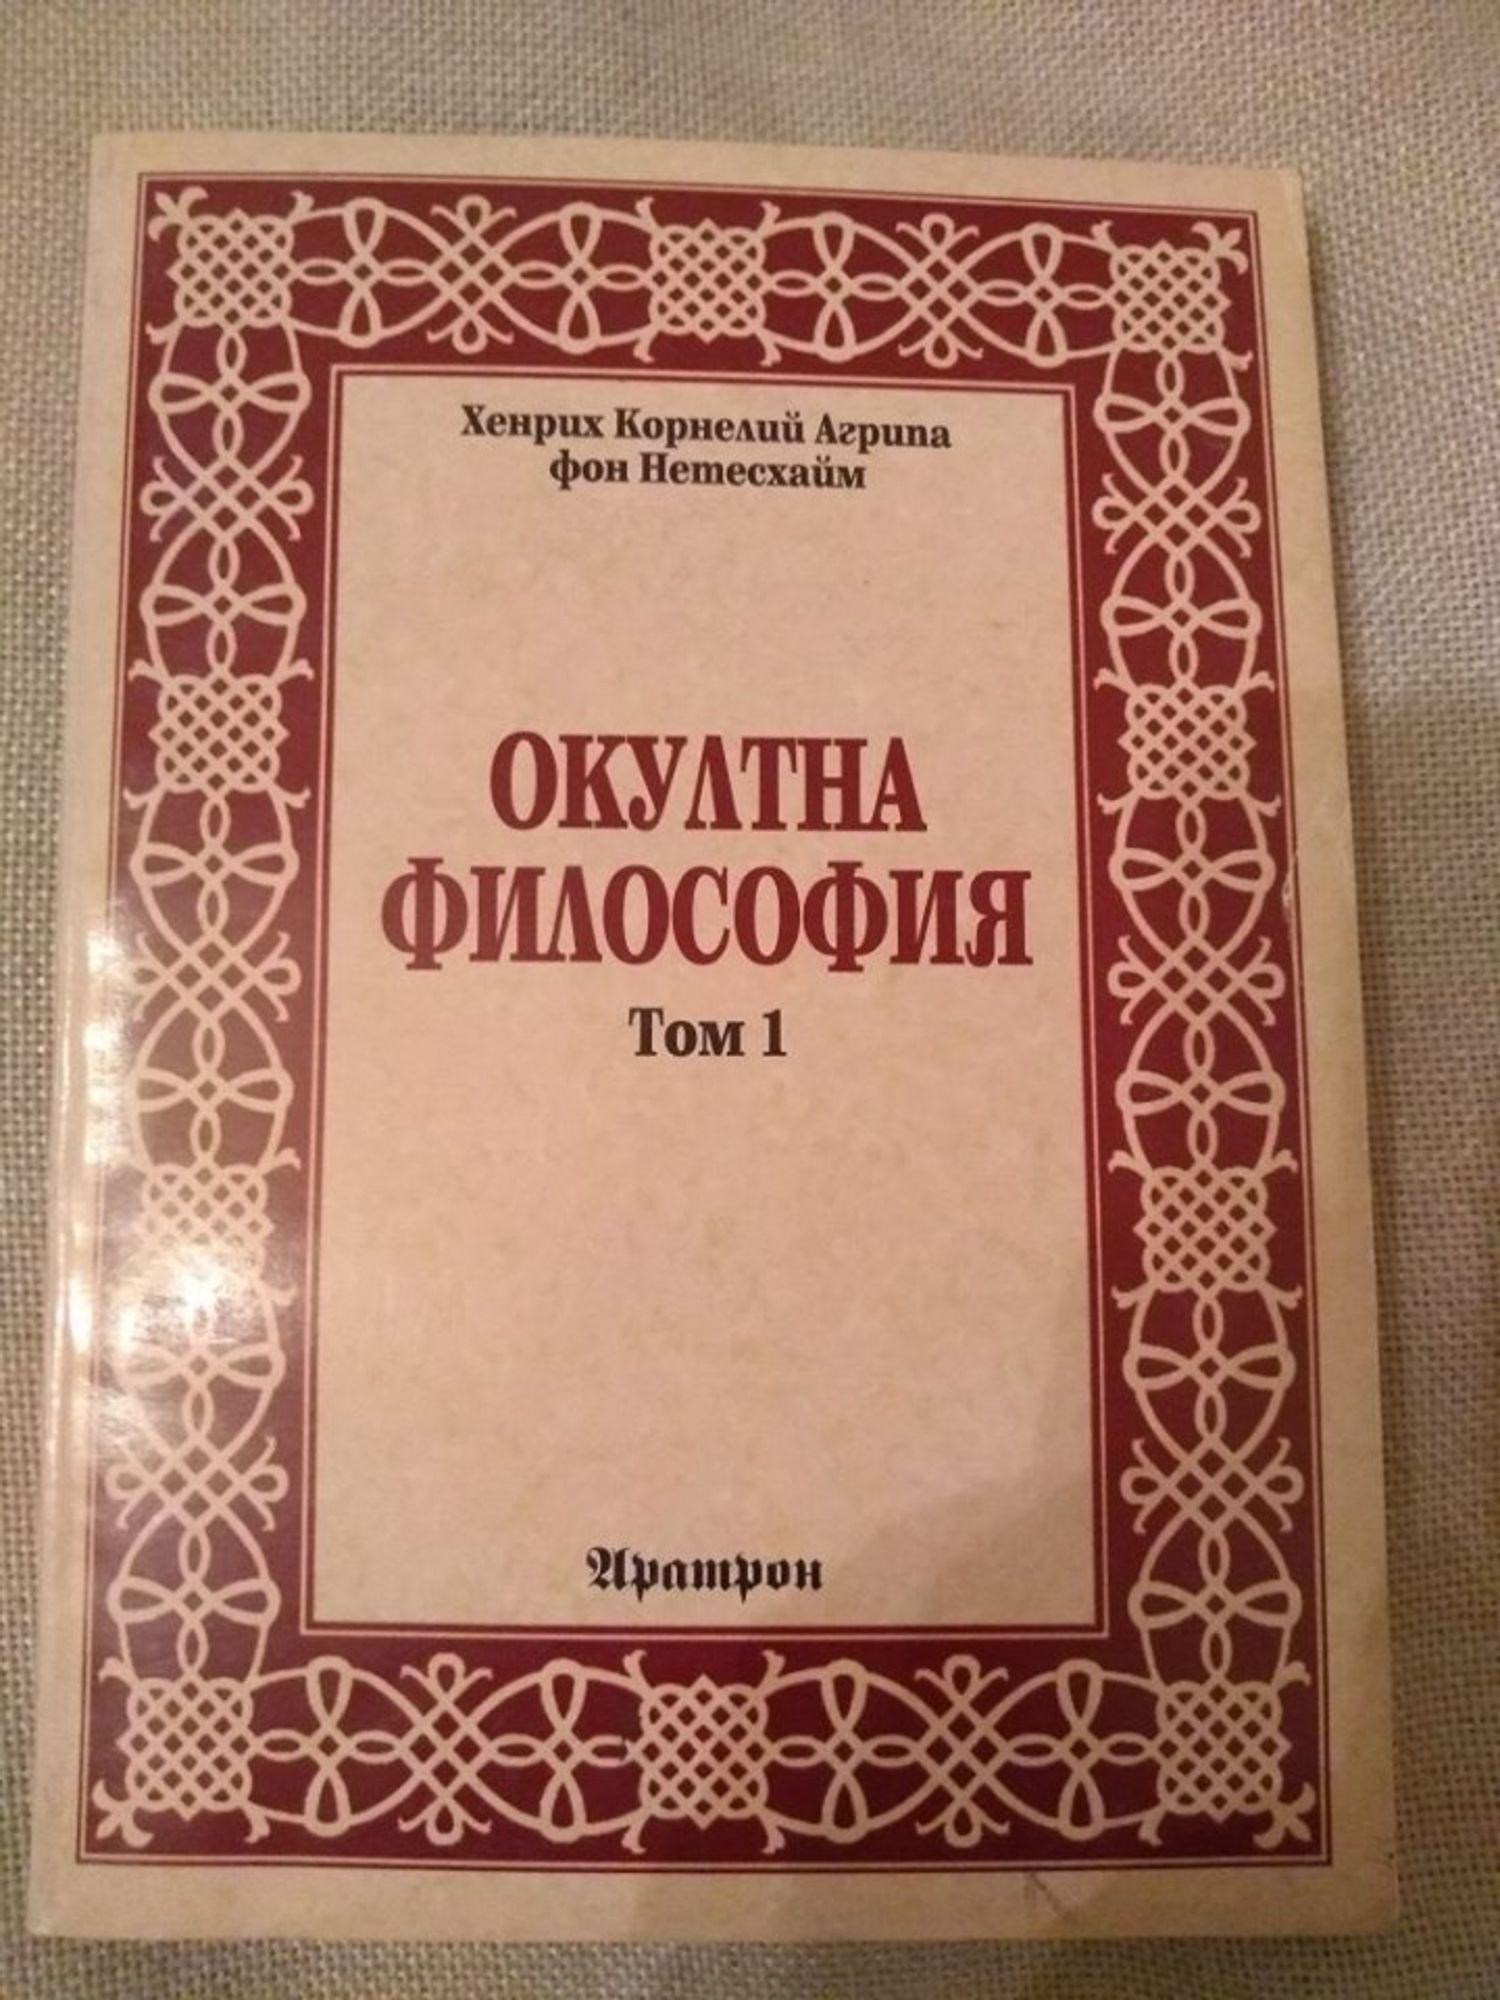 Хенрих Корнелий Агрипа
фон Нетесхайм
ОКУЛТНА
ФИЛОСОФИЯ
Том 1
Аратрон